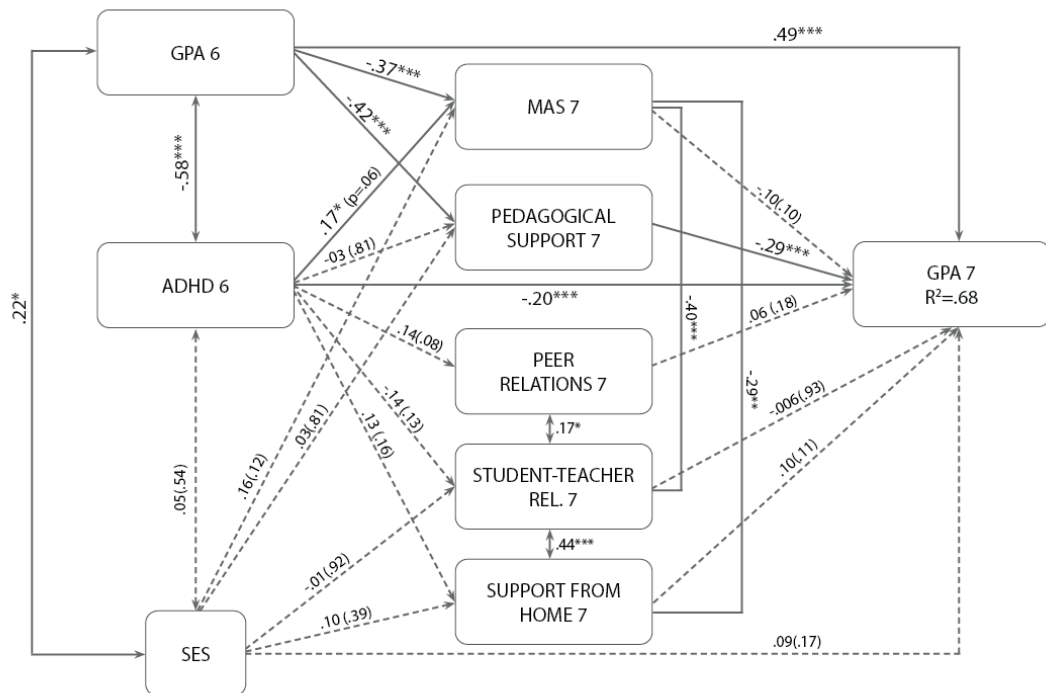 GPA 6
.49***
-.37***
-.42***
MAS 7
-.58***
.17* (p=.06)
-.10(.10)
PEDAGOGICAL
SUPPORT 7
-03 (.81)
-.29***
ADHD 6
GPA 7
R²=.68
-.20***
.22*
-.40***
.14(.08)
.06 (.18)
PEER
RELATIONS 7
-.29**
-.14 (.13)
.13 (.16)
.17*
-.006(.93)
.05(.54)
.16(.12)
.03(.81)
STUDENT-TEACHER
REL. 7
.10(.11)
.44***
-.01(.92)
SUPPORT FROM
HOME 7
.10 (.39)
SES
.09(.17)